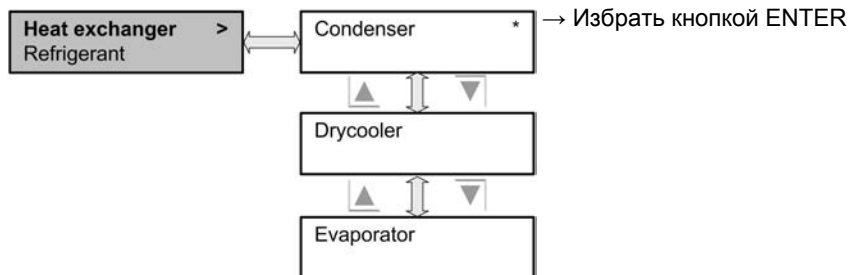 Heat exchanger >
Refrigerant
Condenser *
→ Избрать кнопкой ENTER
Drycooler
Evaporator